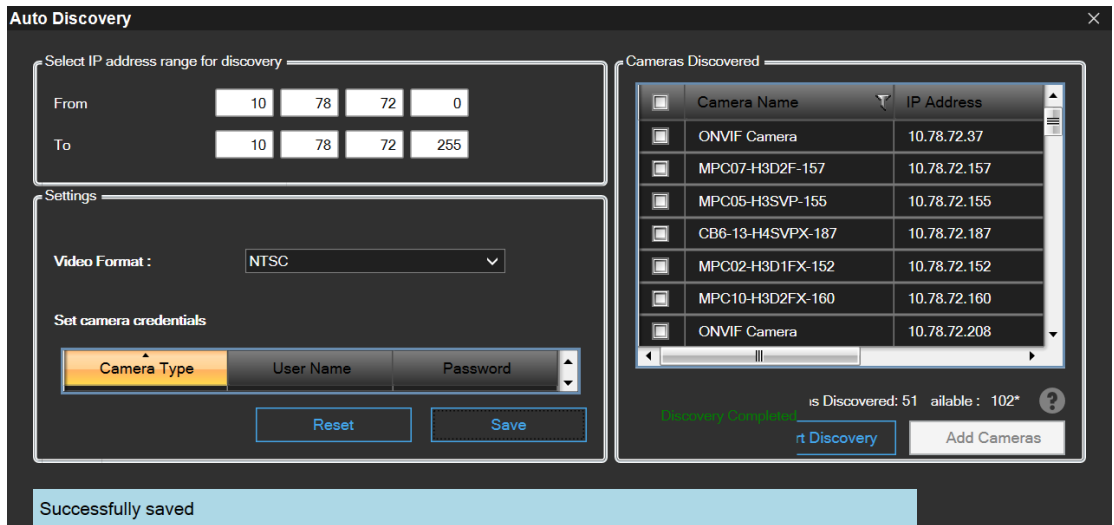 Auto Discovery
Select IP address range for discovery
From 10 78 72 0
To 10 78 72 255
Settings
Video Format : NTSC
Set camera credentials
Camera Type User Name Password
Reset Save
Cameras Discovered
Camera Name IP Address
ONVIF Camera 10.78.72.37
MPC07-H3D2F-157 10.78.72.157
MPC05-H3SVP-155 10.78.72.155
CB6-13-H4SVPX-187 10.78.72.187
MPC02-H3D1FX-152 10.78.72.152
MPC10-H3D2FX-160 10.78.72.160
ONVIF Camera 10.78.72.208
s Discovered: 51 ailable : 102* ?
Discovery Completed
rt Discovery Add Cameras
Successfully saved